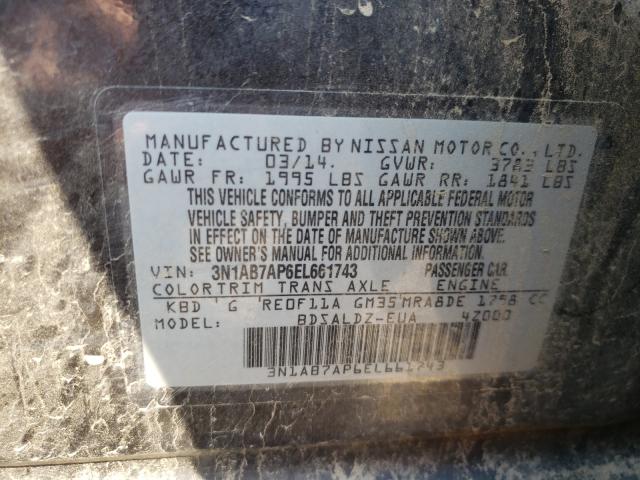 MANUFACTURED BY NISSAN MOTOR CO., LTD.
DATE: 03/14. GVWR: 3783 LBS
GAWR FR: 1995 LBS GAWR RR: 1841 LBS
THIS VEHICLE CONFORMS TO ALL APPLICABLE FEDERAL MOTOR
VEHICLE SAFETY, BUMPER AND THEFT PREVENTION STANDARDS
IN EFFECT ON THE DATE OF MANUFACTURE SHOWN ABOVE.
SEE OWNER'S MANUAL FOR ADDITIONAL INFORMATION.
VIN: 3N1AB7AP6EL661743 PASSENGER CAR
COLOR TRIM TRANS AXLE ENGINE
KBD G RE0F11A GM35 MRA8DE 1798 CC
MODEL: BDSALDZ-EUA 4Z000
3N1AB7AP6EL661743